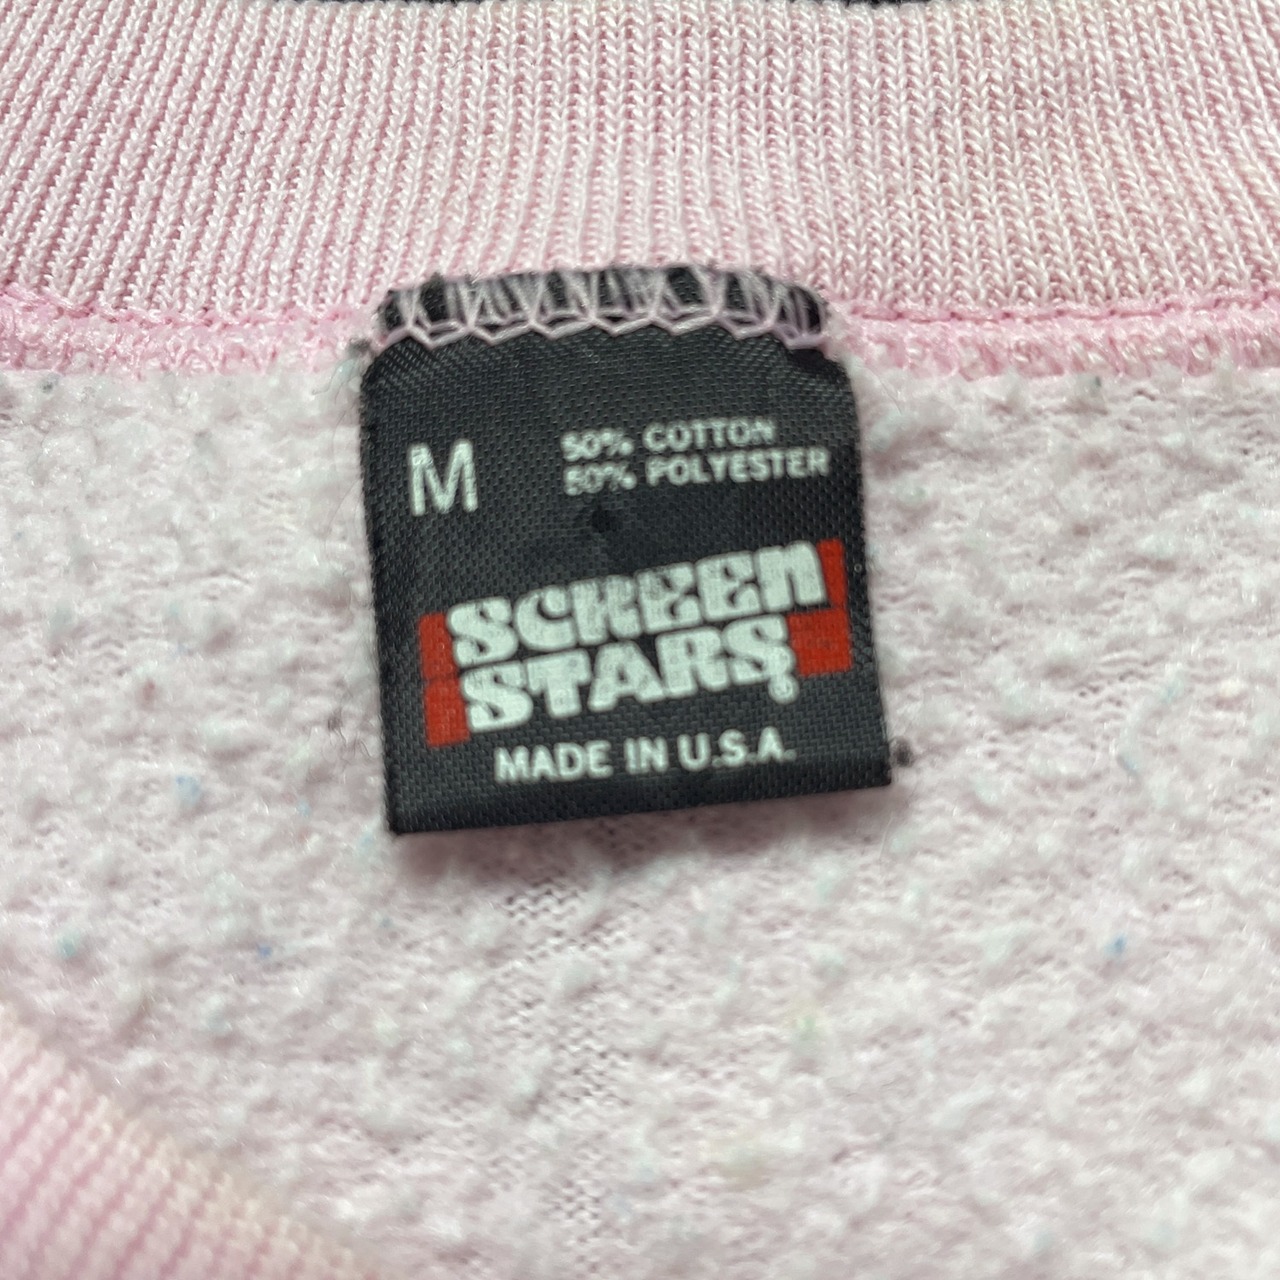 M
50% COTTON
50% POLYESTER
SCREEN
STARS®
MADE IN U.S.A.